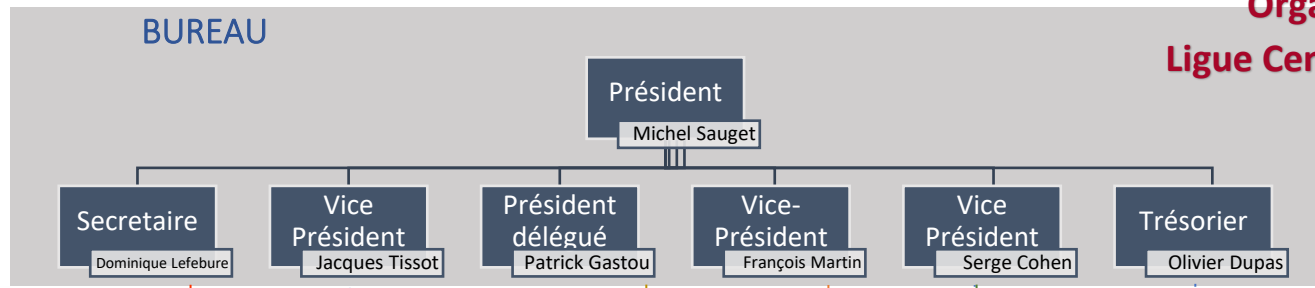 Orga
BUREAU
Ligue Cer
Président
Michel Sauget
Secretaire
Dominique Lefebure
Vice
Président
Jacques Tissot
Président
délégué
Patrick Gastou
Vice-
Président
François Martin
Vice
Président
Serge Cohen
Trésorier
Olivier Dupas